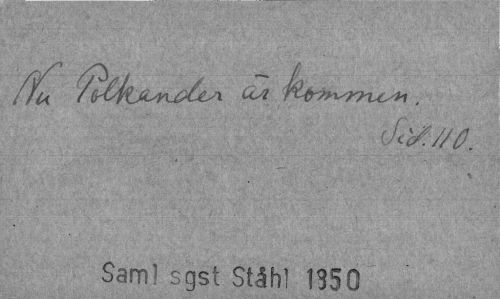 Nu Polkander är kommen.
Sid. 110.
Saml sgst Ståhl 1850